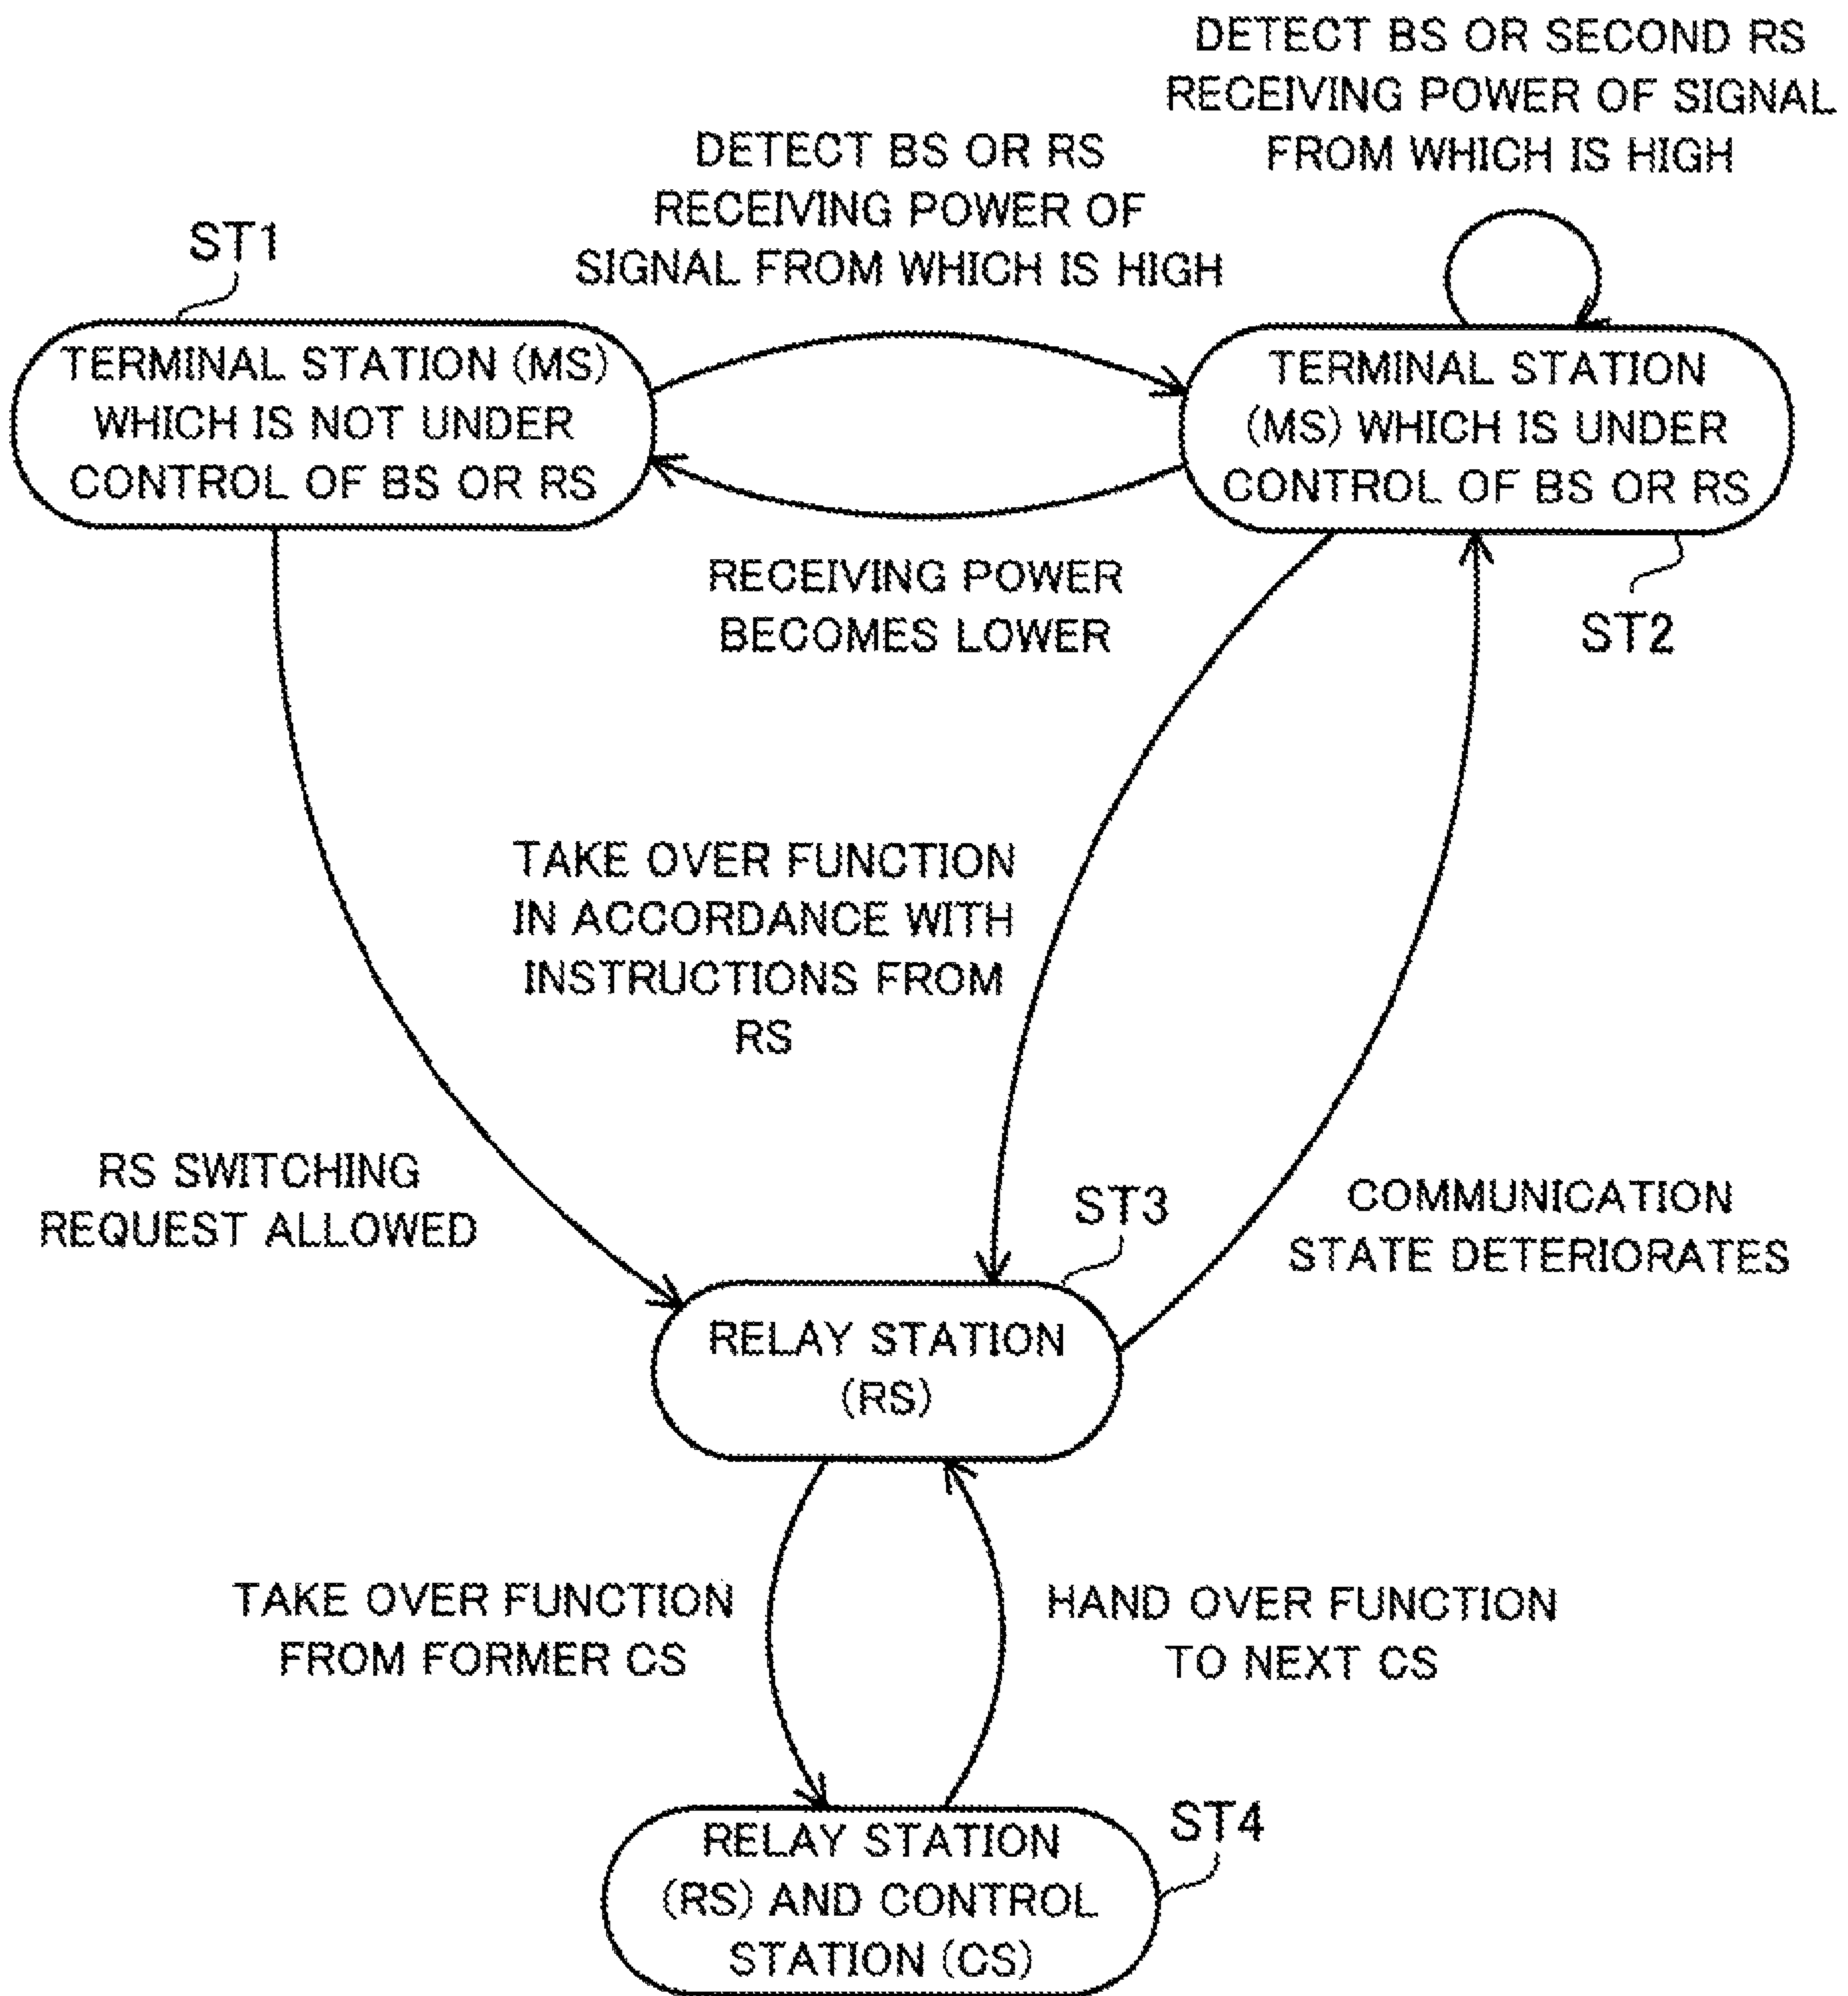 DETECT BS OR SECOND RS
RECEIVING POWER OF SIGNAL
FROM WHICH IS HIGH
DETECT BS OR RS
RECEIVING POWER OF
SIGNAL FROM WHICH IS HIGH
ST1
TERMINAL STATION (MS)
WHICH IS NOT UNDER
CONTROL OF BS OR RS
TERMINAL STATION
(MS) WHICH IS UNDER
CONTROL OF BS OR RS
RECEIVING POWER
BECOMES LOWER
ST2
TAKE OVER FUNCTION
IN ACCORDANCE WITH
INSTRUCTIONS FROM
RS
RS SWITCHING
REQUEST ALLOWED
ST3
COMMUNICATION
STATE DETERIORATES
RELAY STATION
(RS)
TAKE OVER FUNCTION
FROM FORMER CS
HAND OVER FUNCTION
TO NEXT CS
ST4
RELAY STATION
(RS) AND CONTROL
STATION (CS)